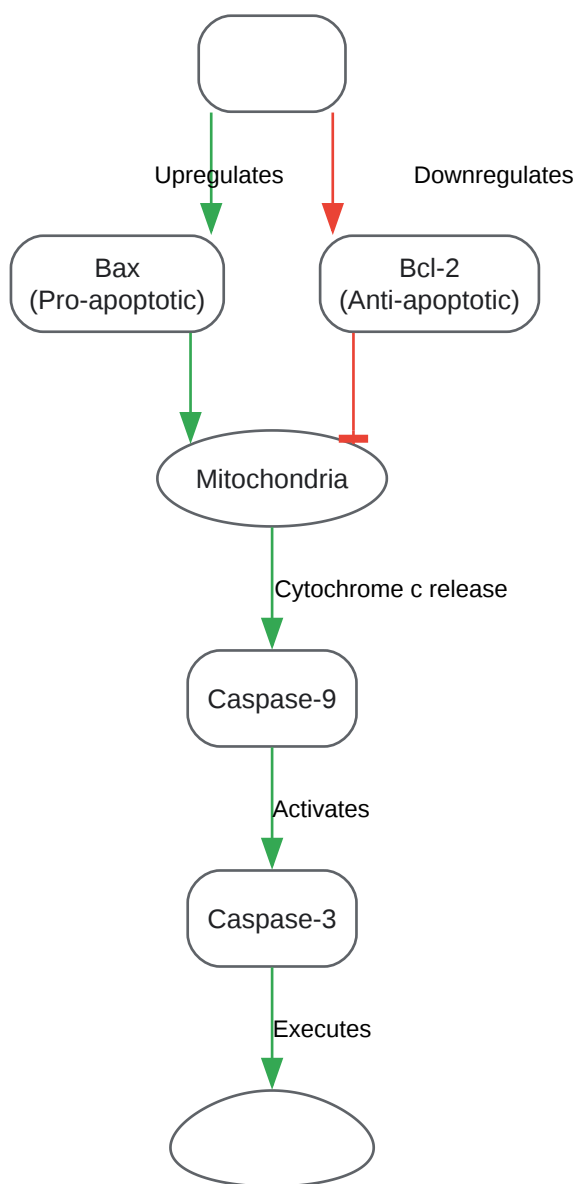 Upregulates
Downregulates
Bax
(Pro-apoptotic)
Bcl-2
(Anti-apoptotic)
Mitochondria
Cytochrome c release
Caspase-9
Activates
Caspase-3
Executes